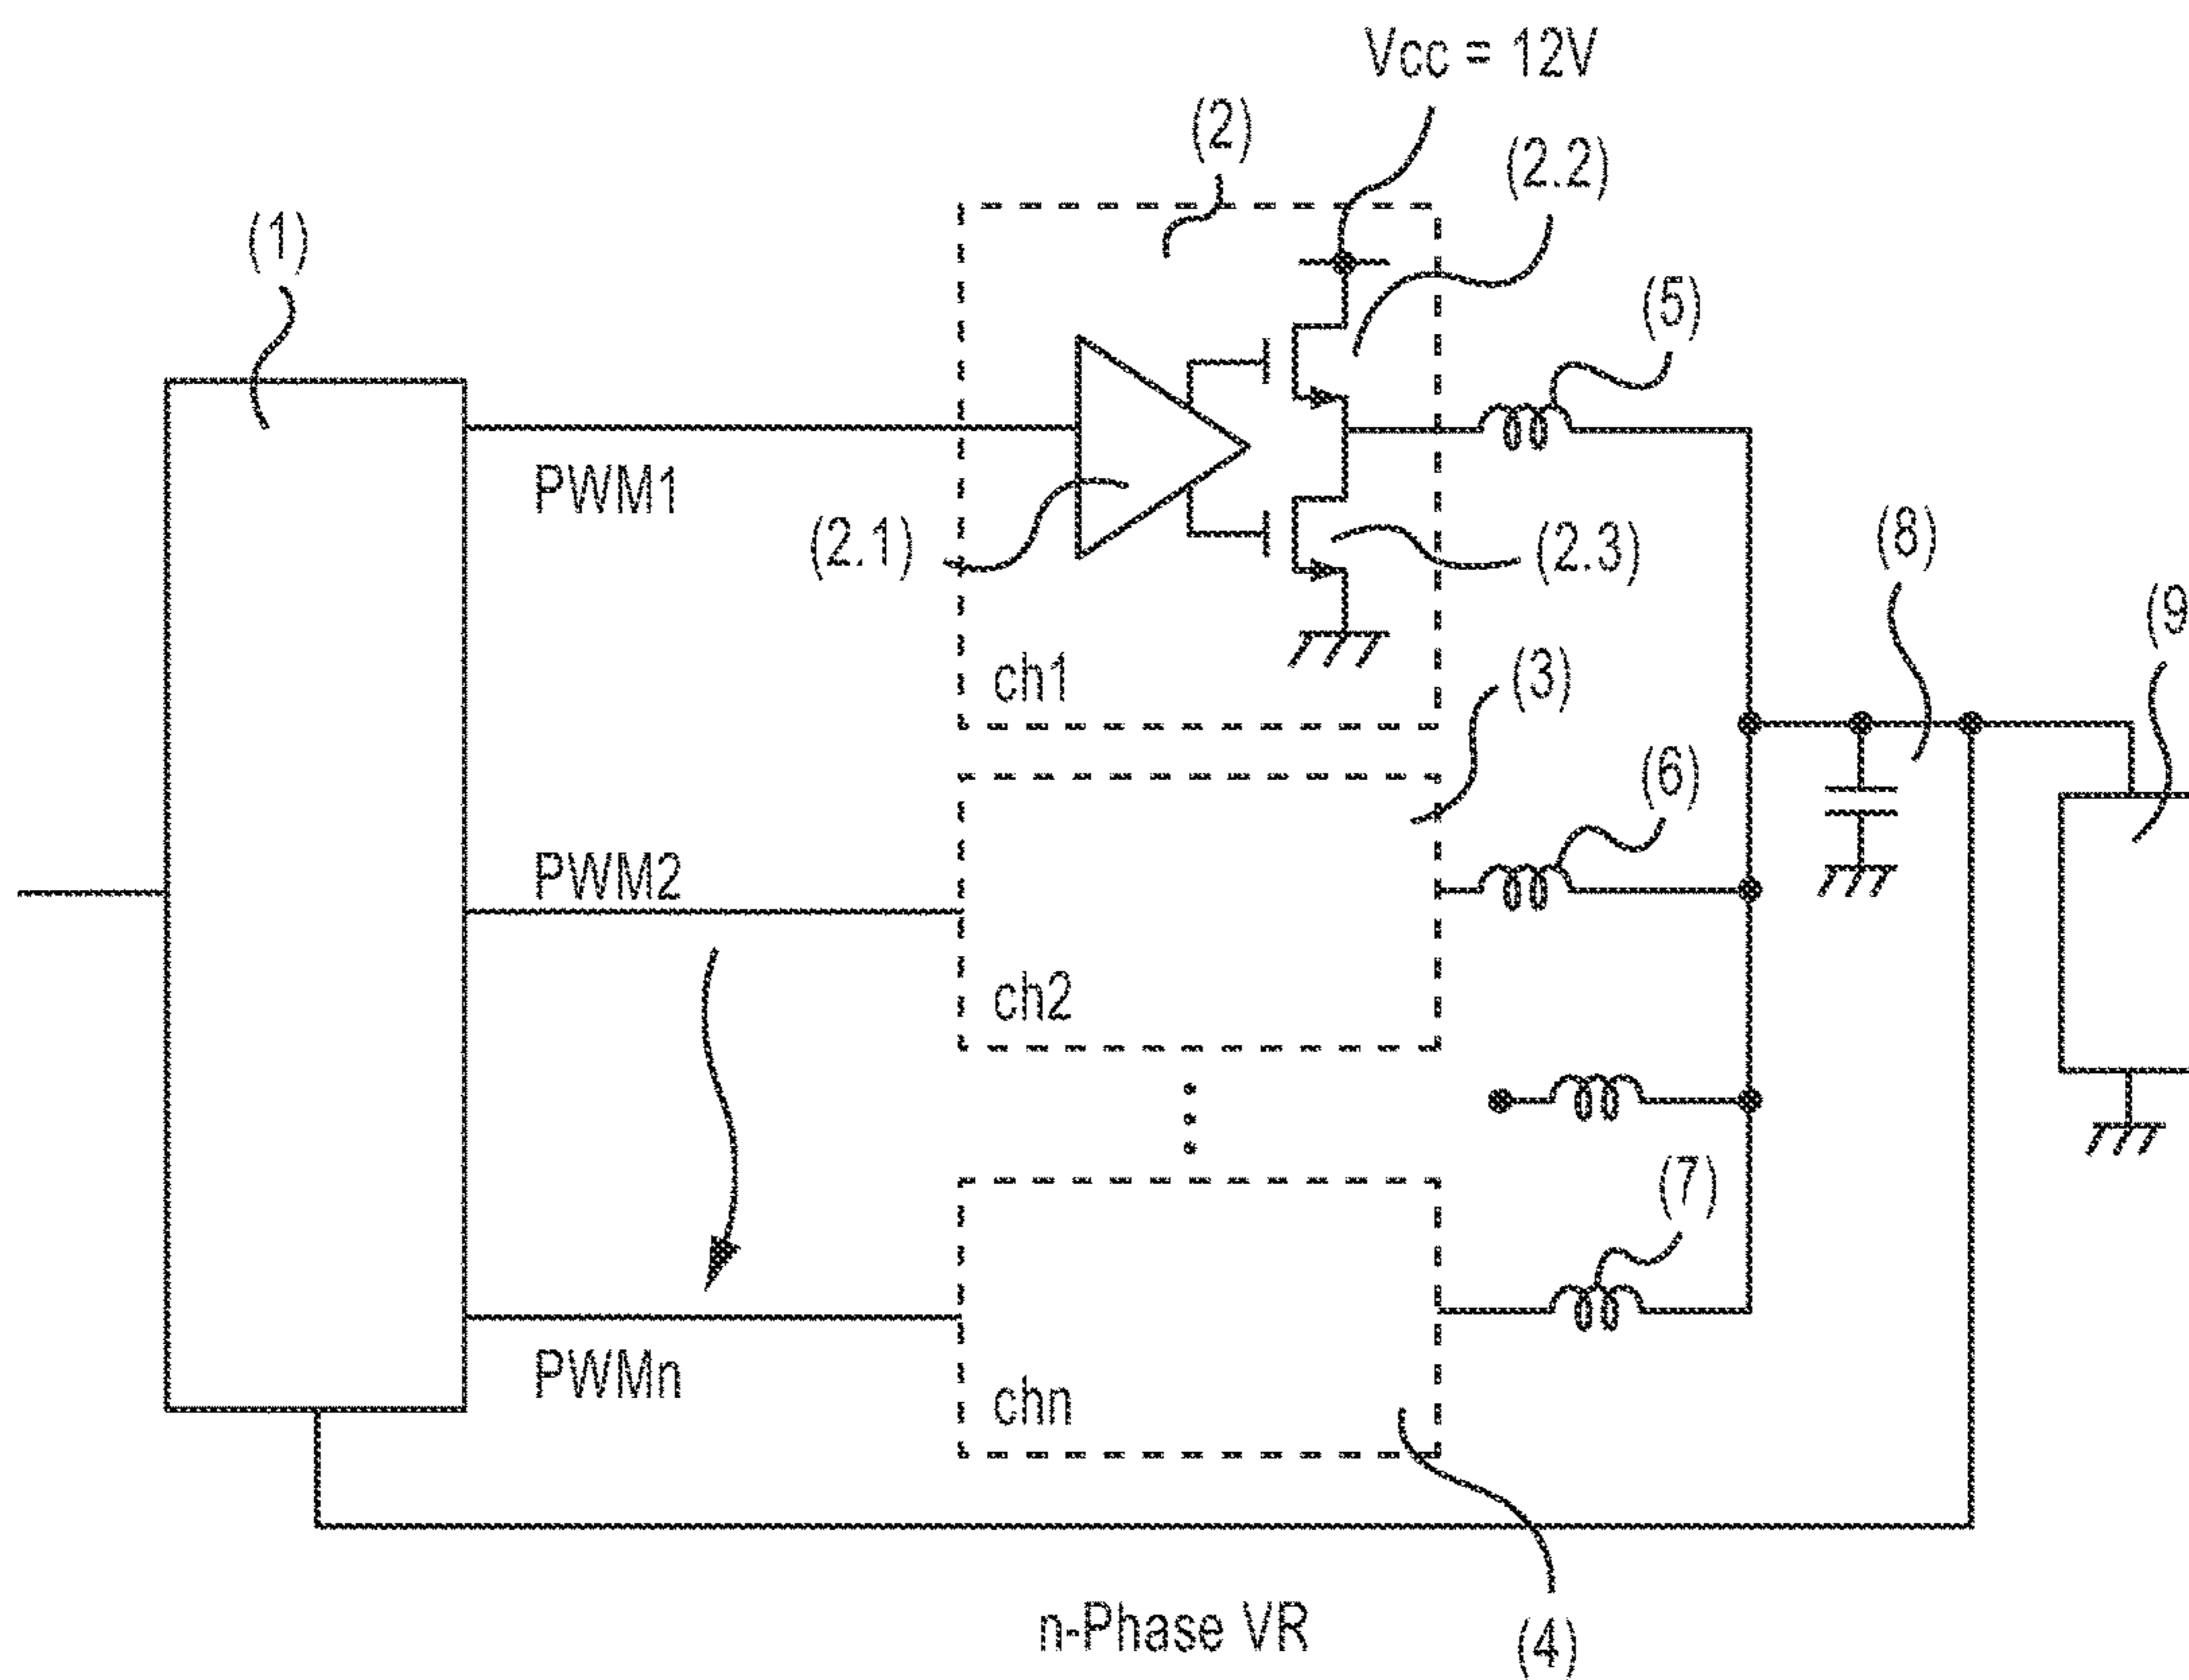 Vcc = 12V
(2)
(2.2)
(1)
(5)
PWM1
(2.1)
(2.3)
(8)
(9
ch1
(3)
(6)
PWM2
ch2
(7)
PWMn
chn
n-Phase VR
(4)